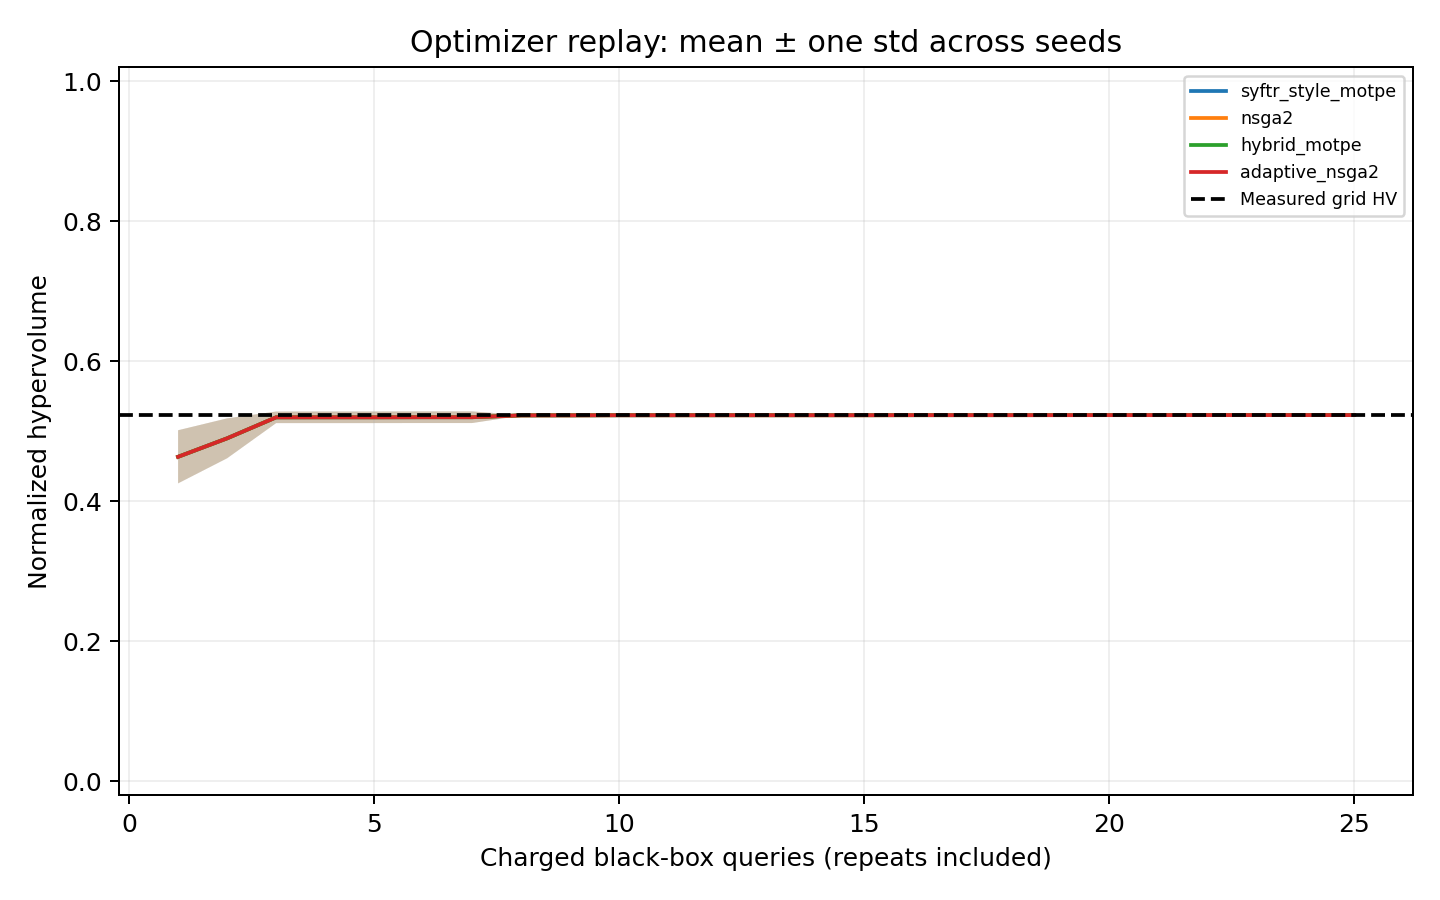 Optimizer replay: mean ± one std across seeds
syftr_style_motpe
nsga2
hybrid_motpe
adaptive_nsga2
Measured grid HV
Normalized hypervolume
1.0
0.8
0.6
0.4
0.2
0.0
0 5 10 15 20 25
Charged black-box queries (repeats included)